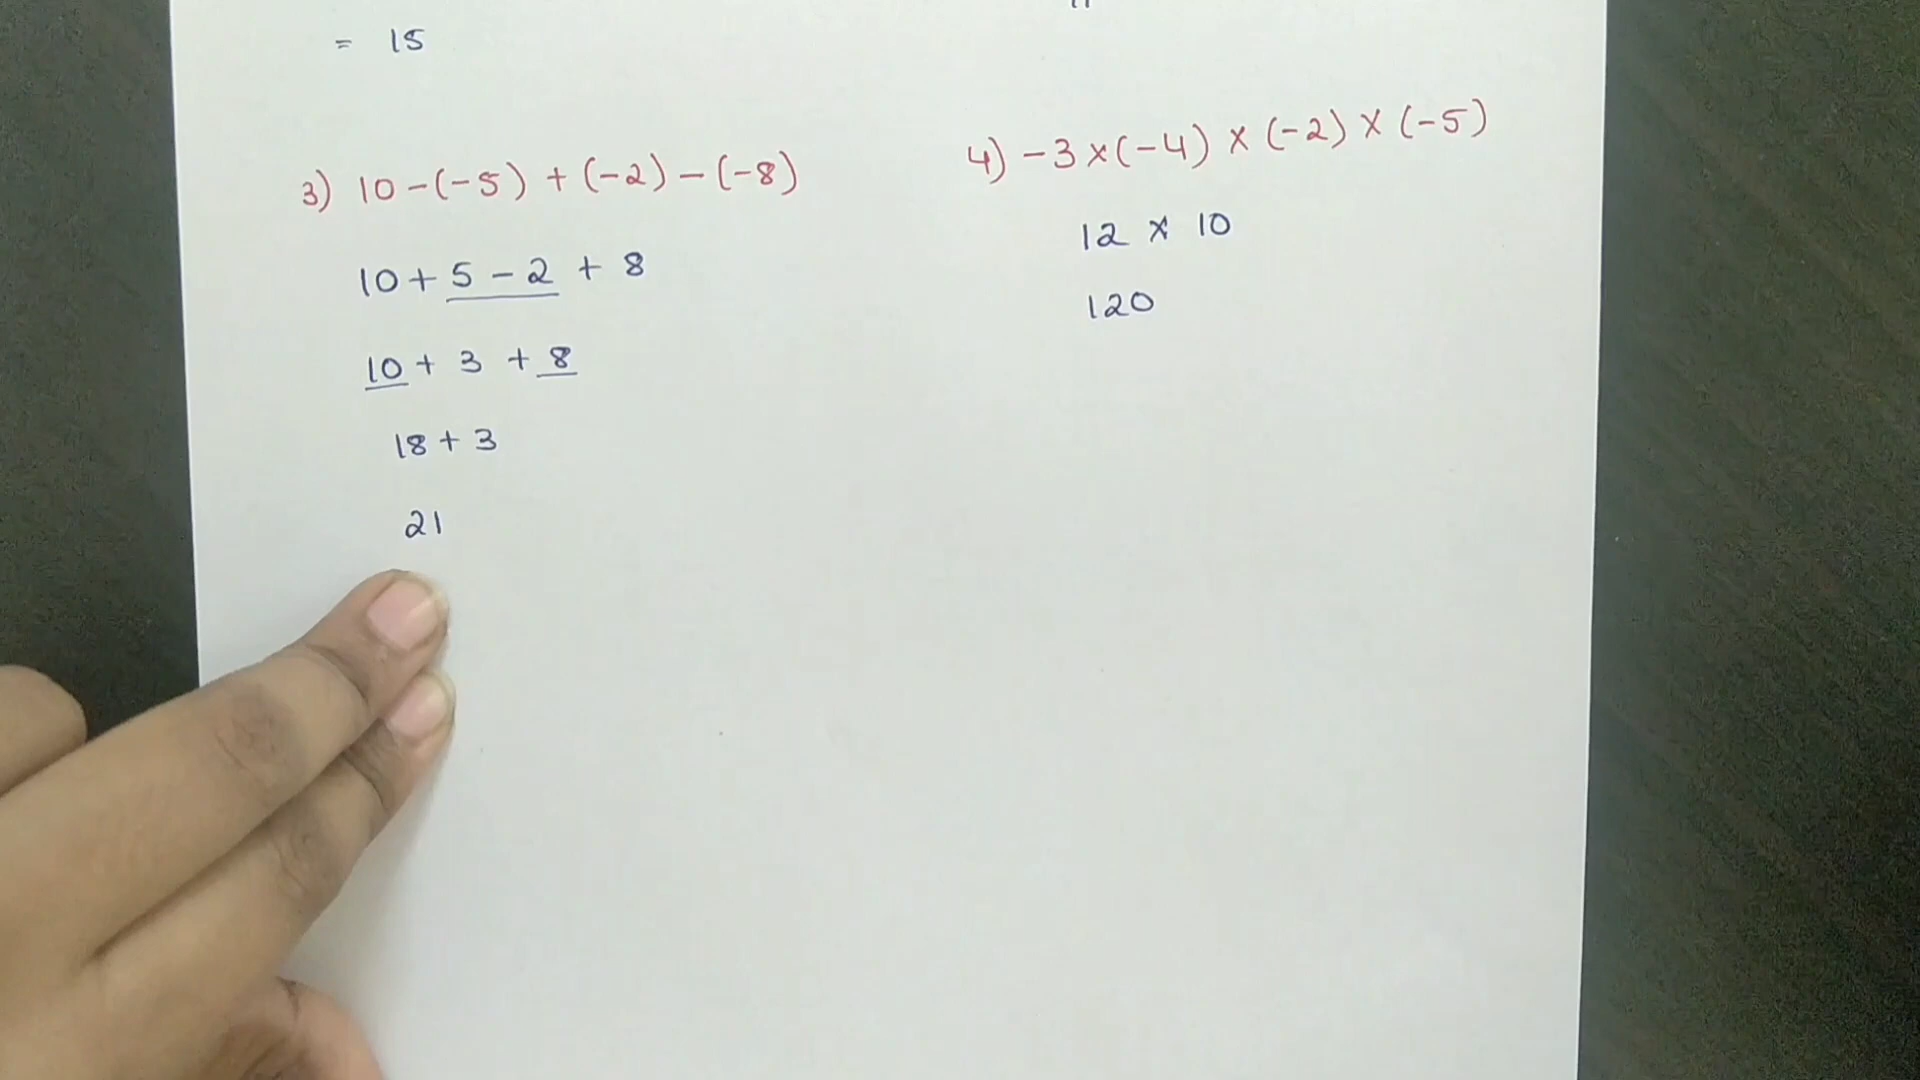 = 15
3) 10 - (-5) + (-2) - (-8)
10 + 5 - 2 + 8
10 + 3 + 8
18 + 3
21
4) -3 × (-4) × (-2) × (-5)
12 × 10
120